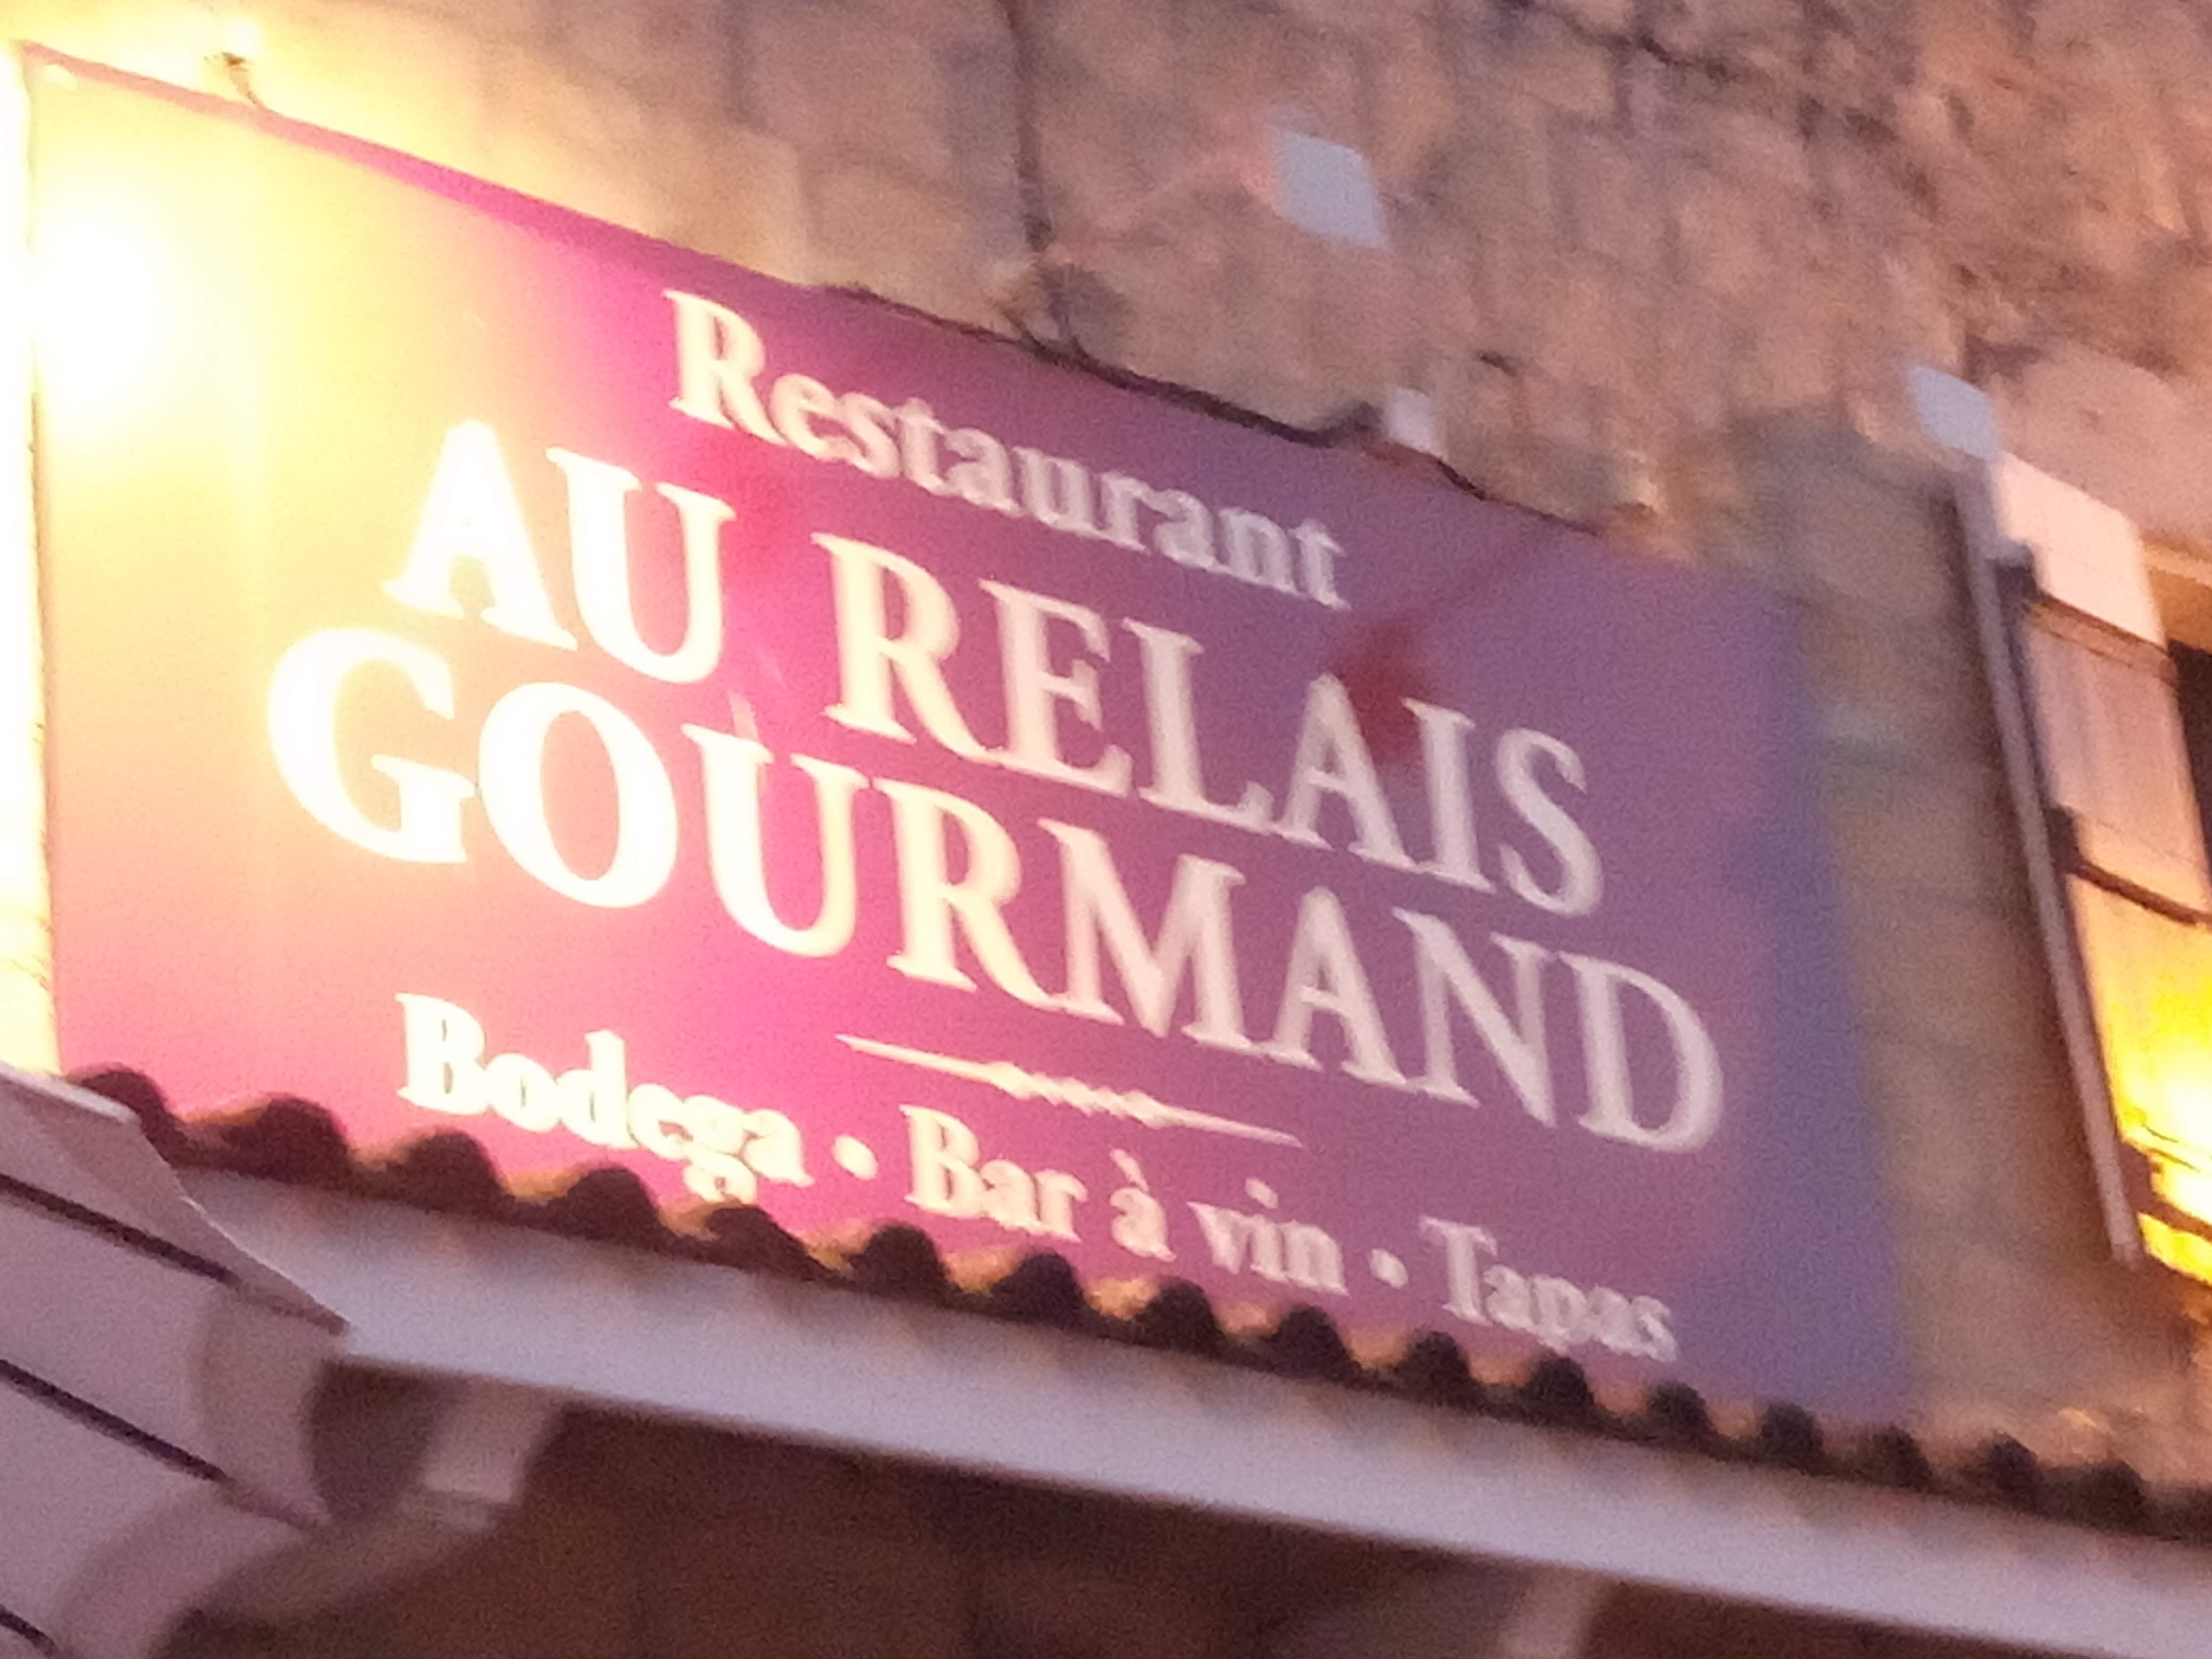 Restaurant
AU RELAIS
GOURMAND
Bodega • Bar à vin • Tapas